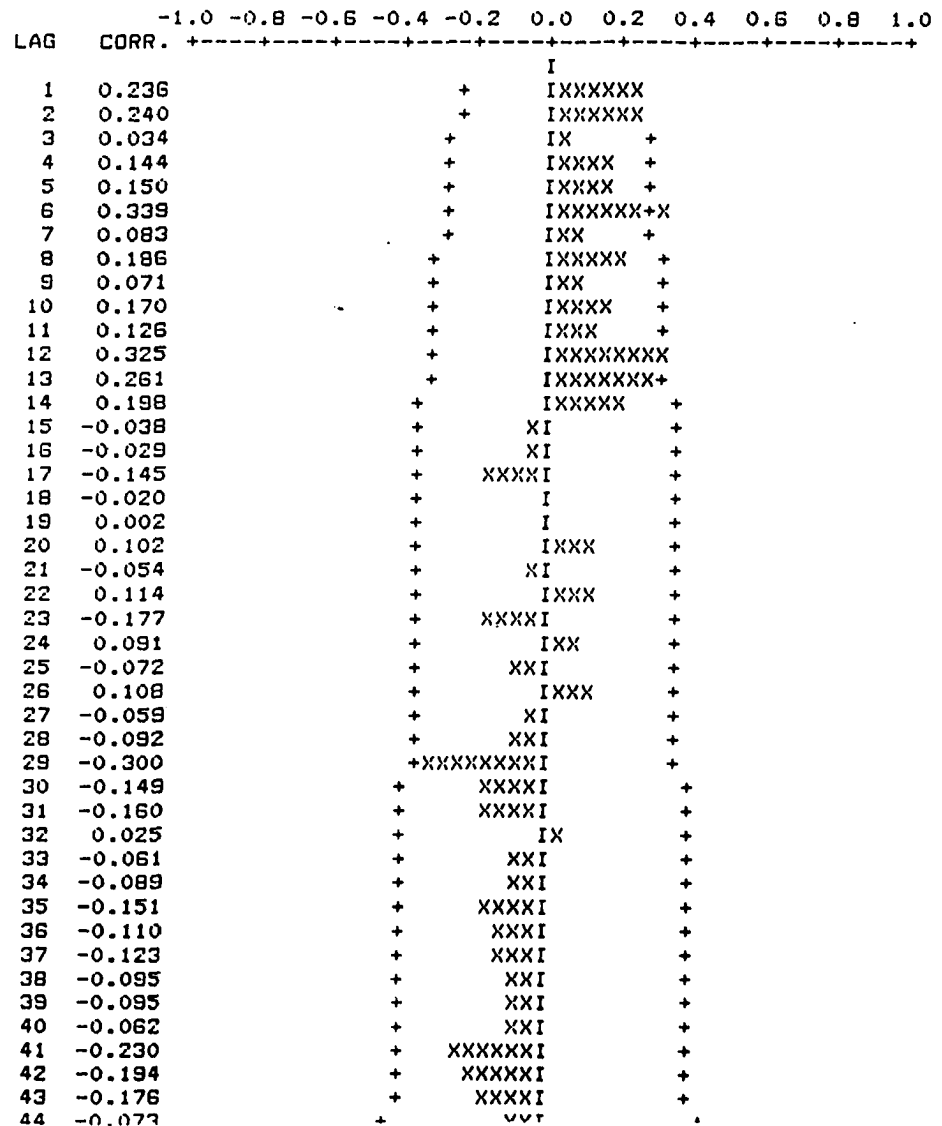 -1.0 -0.8 -0.6 -0.4 -0.2 0.0 0.2 0.4 0.6 0.8 1.0
LAG CORR. +----+----+----+----+----+----+----+----+----+----+
I
1 0.236 + IXXXXXX
2 0.240 + IXXXXXX
3 0.034 + IX +
4 0.144 + IXXXX +
5 0.150 + IXXXX +
6 0.339 + IXXXXXX+X
7 0.083 + IXX +
8 0.186 + IXXXXX +
9 0.071 + IXX +
10 0.170 + IXXXX +
11 0.126 + IXXX +
12 0.325 + IXXXXXXXX
13 0.261 + IXXXXXXX+
14 0.198 + IXXXXX +
15 -0.038 + XI +
16 -0.029 + XI +
17 -0.145 + XXXXI +
18 -0.020 + I +
19 0.002 + I +
20 0.102 + IXXX +
21 -0.054 + XI +
22 0.114 + IXXX +
23 -0.177 + XXXXI +
24 0.091 + IXX +
25 -0.072 + XXI +
26 0.108 + IXXX +
27 -0.059 + XI +
28 -0.092 + XXI +
29 -0.300 +XXXXXXXXI +
30 -0.149 + XXXXI +
31 -0.160 + XXXXI +
32 0.025 + IX +
33 -0.061 + XXI +
34 -0.089 + XXI +
35 -0.151 + XXXXI +
36 -0.110 + XXXI +
37 -0.123 + XXXI +
38 -0.095 + XXI +
39 -0.095 + XXI +
40 -0.062 + XXI +
41 -0.230 + XXXXXXI +
42 -0.194 + XXXXXI +
43 -0.176 + XXXXI +
44 -0.073 + XXI